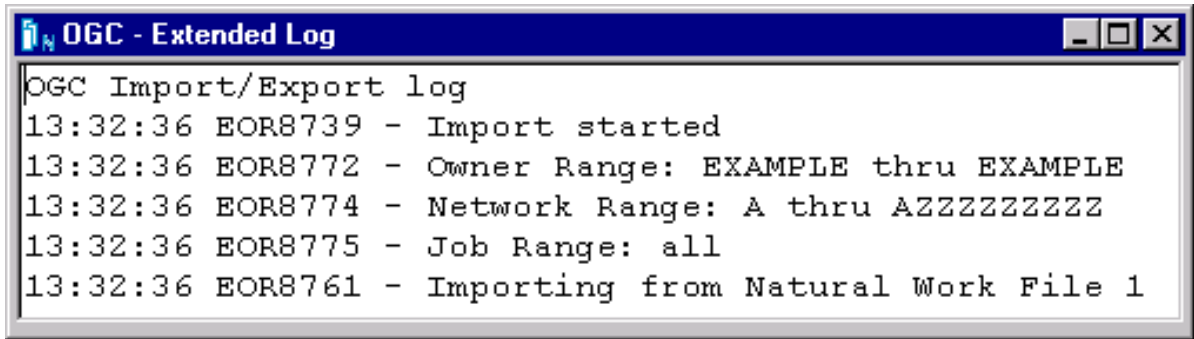 OGC - Extended Log
OGC Import/Export log
13:32:36 EOR8739 - Import started
13:32:36 EOR8772 - Owner Range: EXAMPLE thru EXAMPLE
13:32:36 EOR8774 - Network Range: A thru AZZZZZZZZZ
13:32:36 EOR8775 - Job Range: all
13:32:36 EOR8761 - Importing from Natural Work File 1